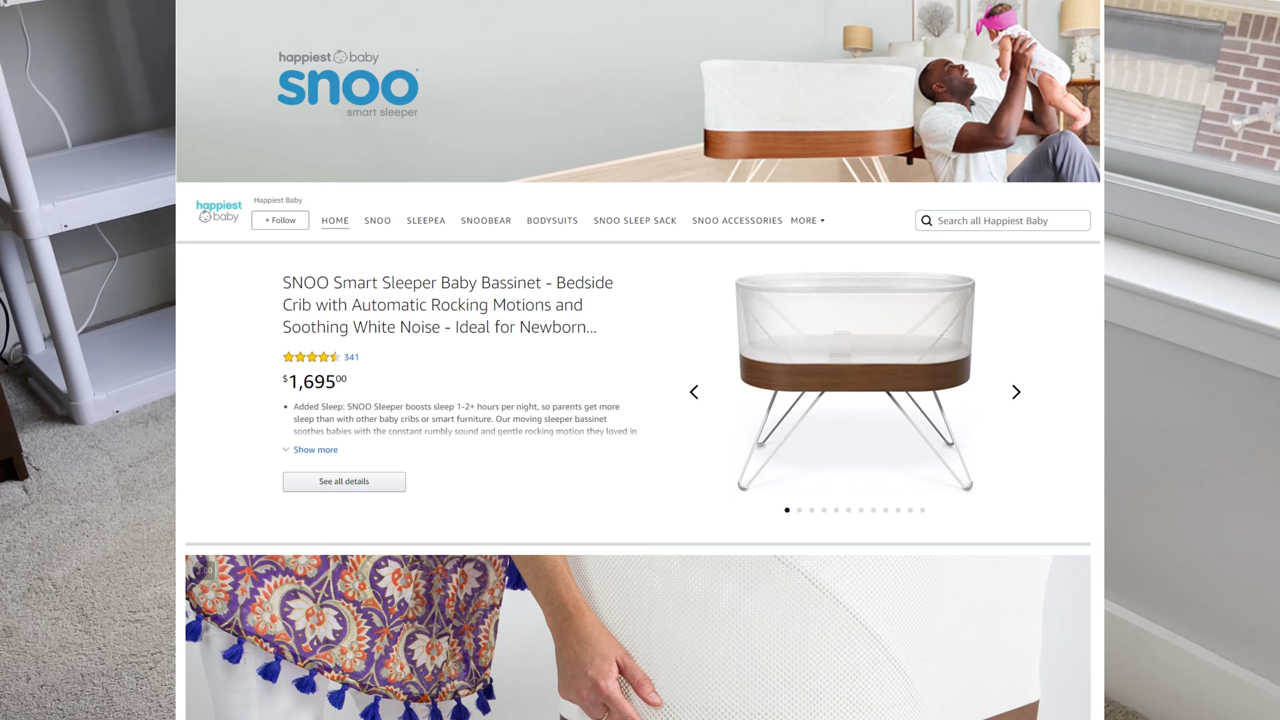 happiest baby
snoo
smart sleeper
happiest
baby
Happiest Baby
+ Follow
HOME SNOO SLEEPEA SNOOBEAR BODYSUITS SNOO SLEEP SACK SNOO ACCESSORIES MORE
Search all Happiest Baby
SNOO Smart Sleeper Baby Bassinet - Bedside
Crib with Automatic Rocking Motions and
Soothing White Noise - Ideal for Newborn...
341
$1,69500
• Added Sleep: SNOO Sleeper boosts sleep 1-2+ hours per night, so parents get more
sleep than with other baby cribs or smart furniture. Our moving sleeper bassinet
soothes babies with the constant rumbly sound and gentle rocking motion they loved in
Show more
See all details